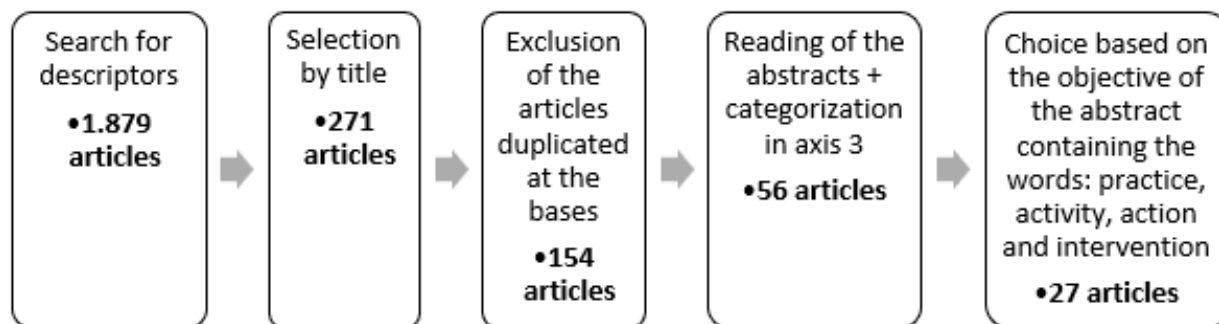 Search for
descriptors
•1.879
articles
Selection
by title
•271
articles
Exclusion
of the
articles
duplicated
at the
bases
•154
articles
Reading of the
abstracts +
categorization
in axis 3
•56 articles
Choice based on
the objective of
the abstract
containing the
words: practice,
activity, action
and intervention
•27 articles